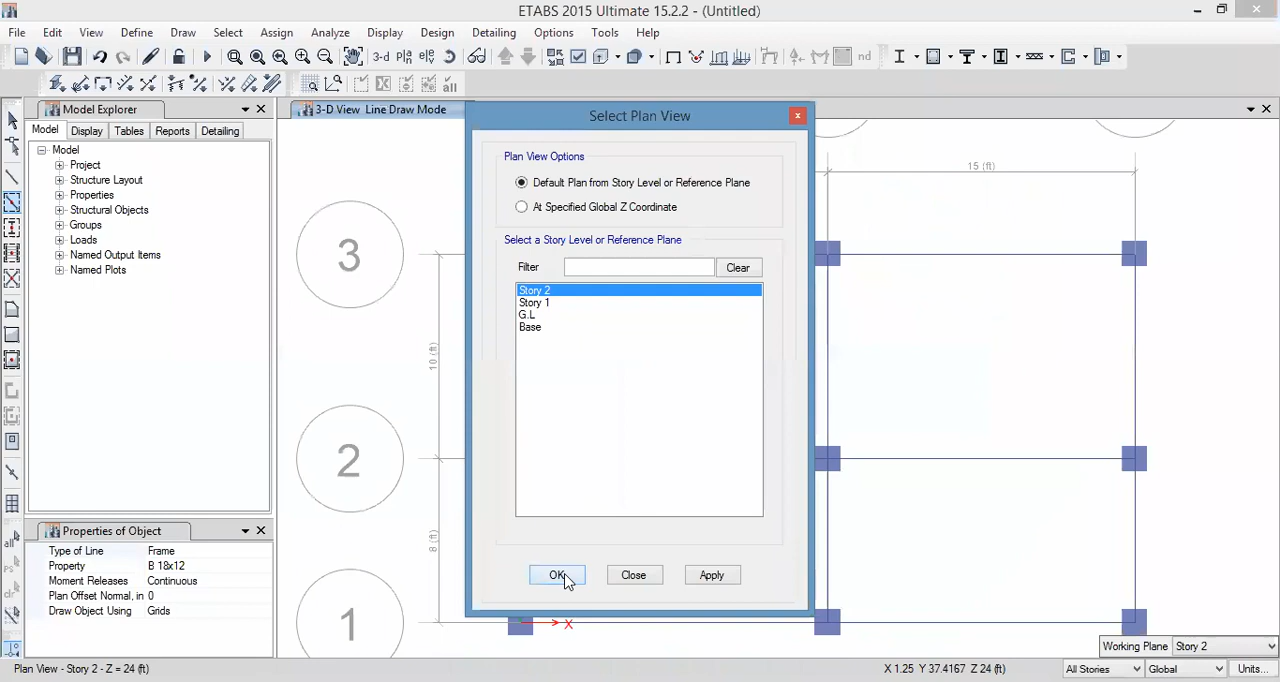 ETABS 2015 Ultimate 15.2.2 - (Untitled)
File Edit View Define Draw Select Assign Analyze Display Design Detailing Options Tools Help
3-d pla ele nd
all
Model Explorer
Model Display Tables Reports Detailing
Model
Project
Structure Layout
Properties
Structural Objects
Groups
Loads
Named Output Items
Named Plots
Properties of Object
Type of Line Frame
Property B 18x12
Moment Releases Continuous
Plan Offset Normal, in 0
Draw Object Using Grids
3-D View Line Draw Mode
Select Plan View
x
Plan View Options
Default Plan from Story Level or Reference Plane
At Specified Global Z Coordinate
Select a Story Level or Reference Plane
Filter
Clear
Story 2
Story 1
G.L
Base
OK
Close
Apply
15 (ft)
3
10 (ft)
2
8 (ft)
1
X
all
ps
clr
Working Plane Story 2
Plan View - Story 2 - Z = 24 (ft)
X 1.25 Y 37.4167 Z 24 (ft)
All Stories
Global
Units...